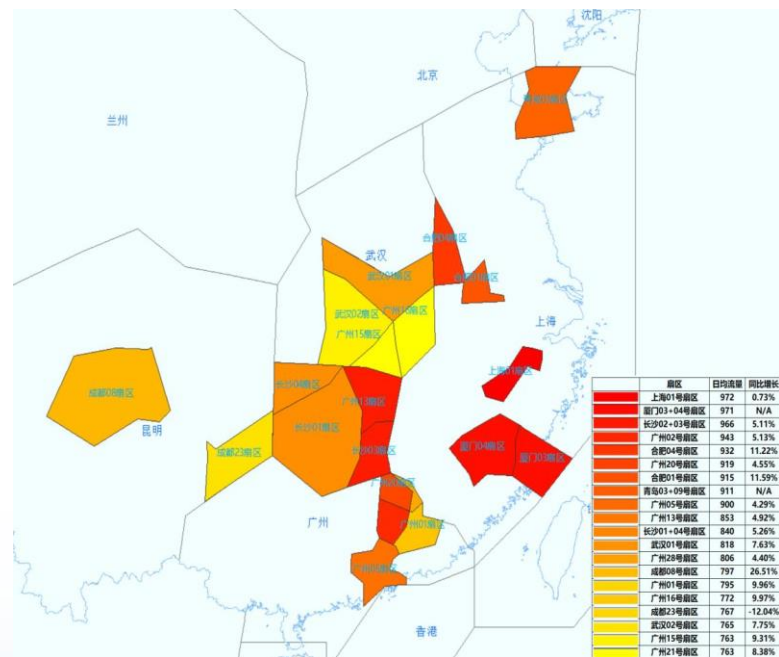 沈阳
北京
兰州
合肥04扇区
武汉
武汉01扇区
武汉02扇区
广州15扇区
上海
上海01扇区
成都08扇区
昆明
长沙04扇区
广州13扇区
长沙01扇区
长沙03扇区
成都23扇区
厦门04扇区
厦门03扇区
广州
广州01扇区
香港
扇区 日均流量 同比增长
上海01号扇区 972 0.73%
厦门03+04号扇区 971 N/A
长沙02+03号扇区 966 5.11%
广州02号扇区 943 5.13%
合肥04号扇区 932 11.22%
广州20号扇区 919 4.55%
合肥01号扇区 915 11.59%
青岛03+09号扇区 911 N/A
广州05号扇区 900 4.29%
广州13号扇区 853 4.92%
长沙01+04号扇区 840 5.26%
武汉01号扇区 818 7.63%
广州28号扇区 806 4.40%
成都08号扇区 797 26.51%
广州01号扇区 795 9.96%
广州16号扇区 772 9.97%
成都23号扇区 767 -12.04%
武汉02号扇区 765 7.75%
广州15号扇区 763 9.31%
广州21号扇区 763 8.38%